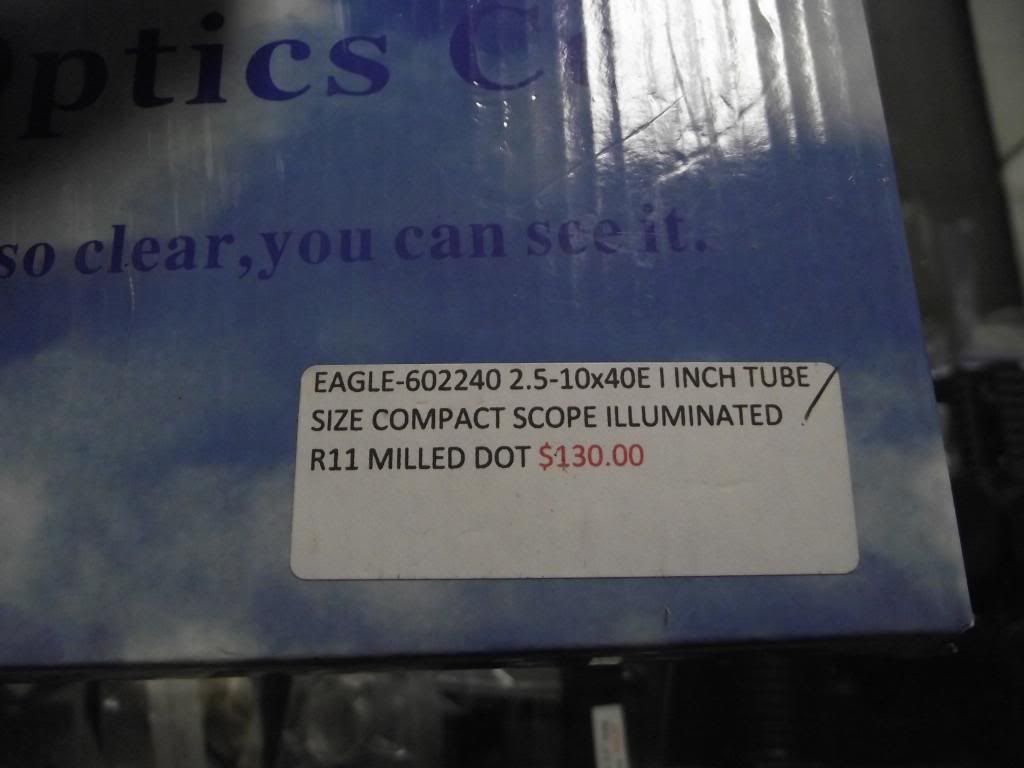 Optics C
so clear,you can see it.
EAGLE-602240 2.5-10x40E I INCH TUBE
SIZE COMPACT SCOPE ILLUMINATED
R11 MILLED DOT $130.00